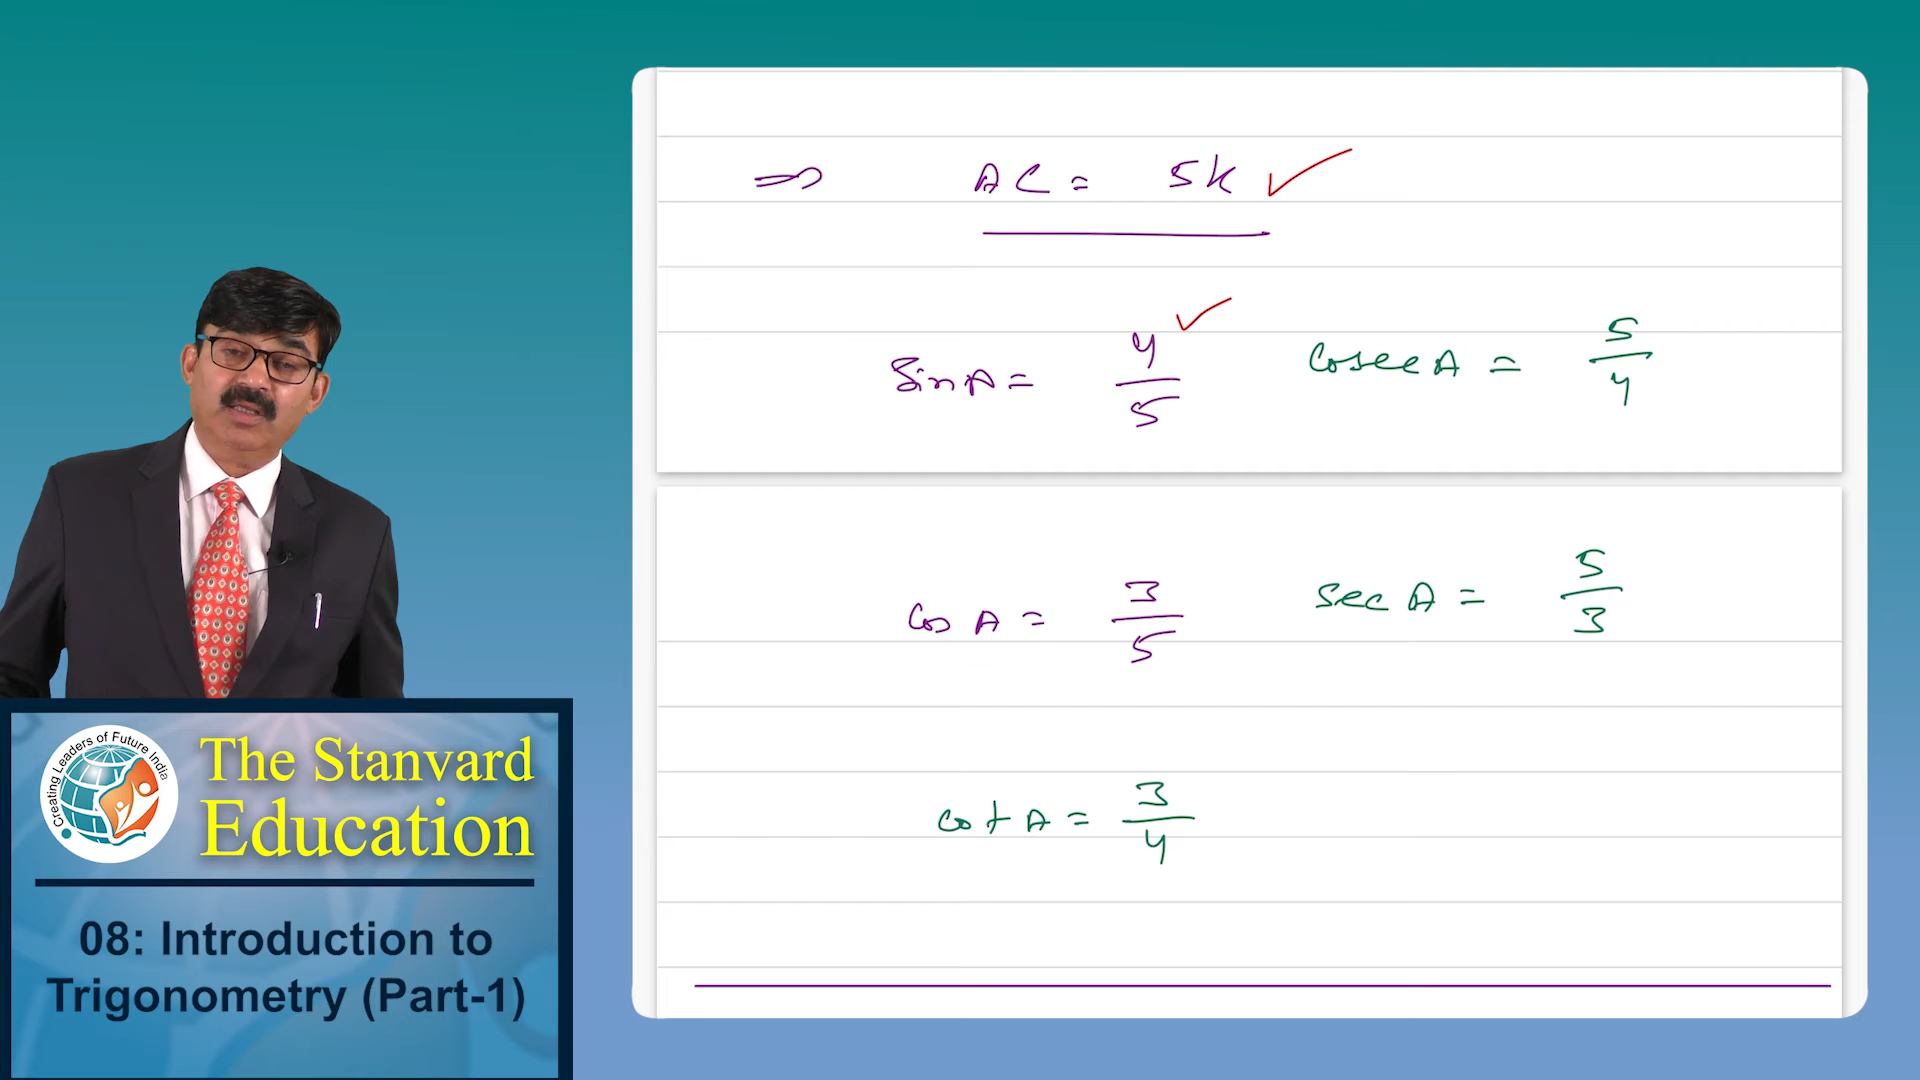 ⇒ AC = 5k ✓
sin A = 4/5 ✓ cosec A = 5/4
cos A = 3/5 sec A = 5/3
cot A = 3/4
Creating Leaders of Future India
The Stanvard
Education
08: Introduction to
Trigonometry (Part-1)